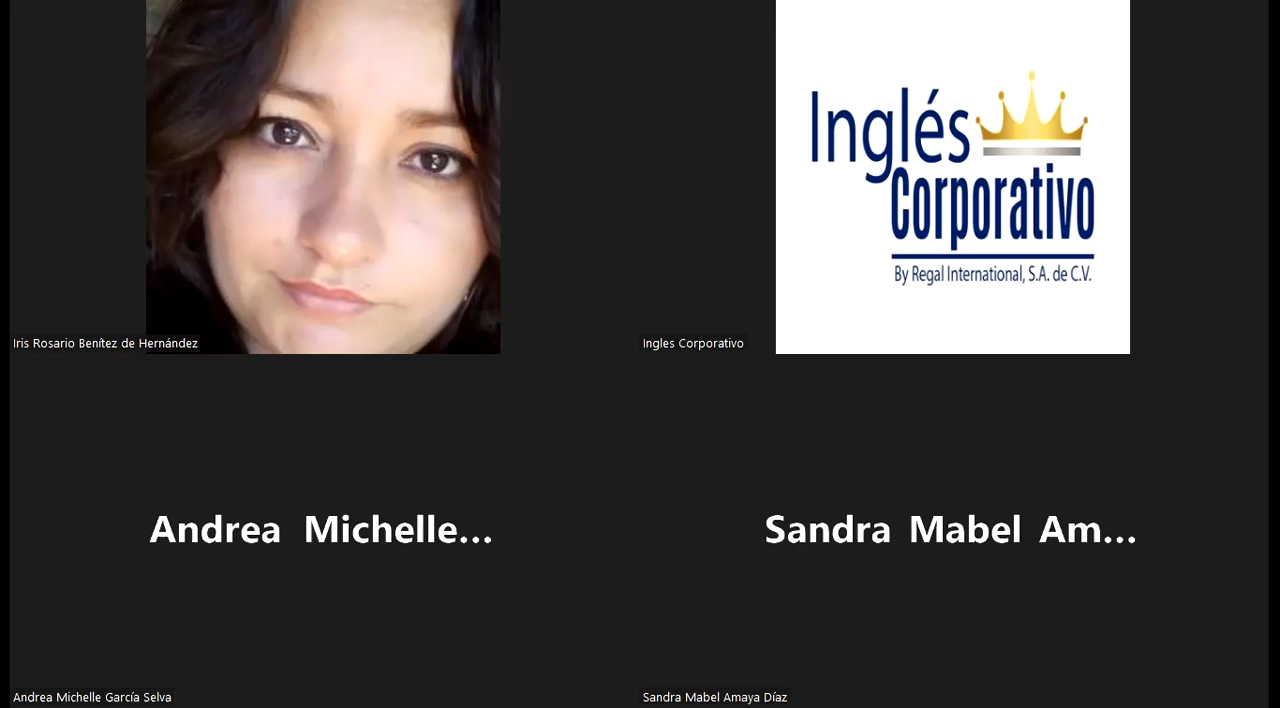 Inglés
Corporativo
By Regal International, S.A. de C.V.
Iris Rosario Benítez de Hernández
Ingles Corporativo
Andrea Michelle...
Sandra Mabel Am...
Andrea Michelle García Selva
Sandra Mabel Amaya Díaz